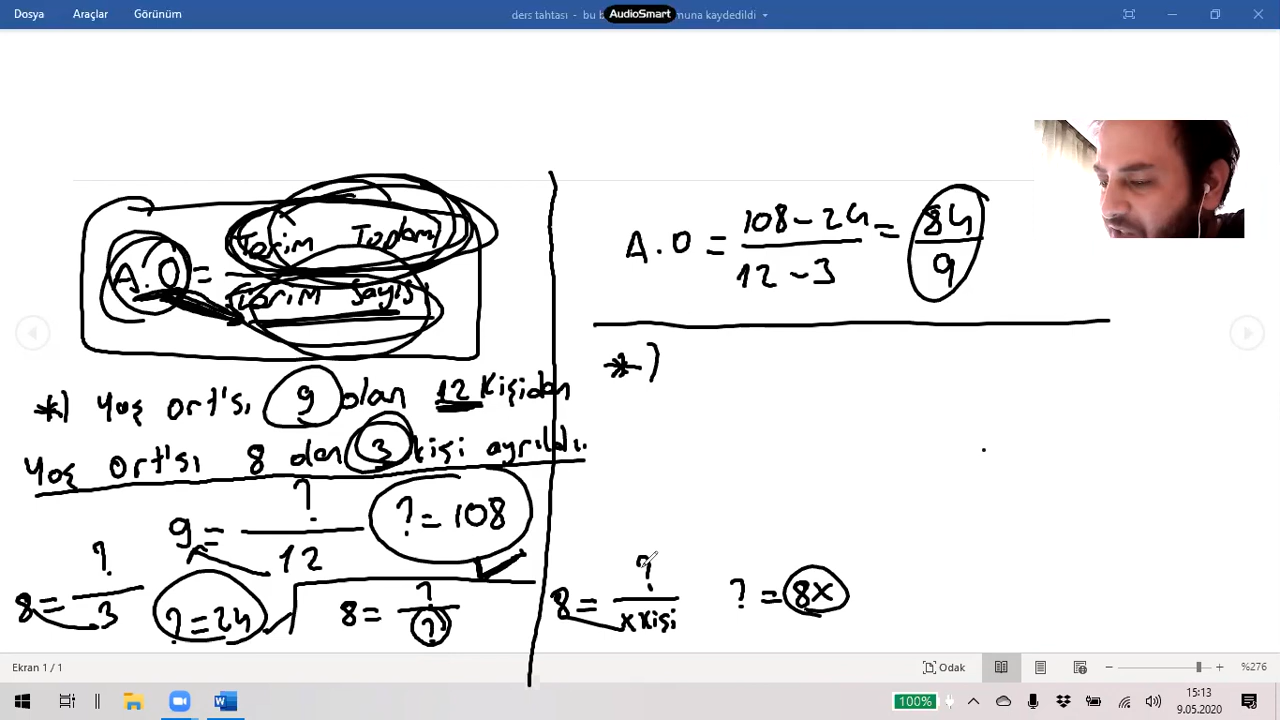 Dosya Araçlar Görünüm
ders tahtası - bu b
AudioSmart
muna kaydedildi
A.O = Terim Toplamı
Terim Sayısı
*) Yaş ort'sı 9 olan 12 kişiden
Yaş ort'sı 8 olan 3 kişi ayrıldı.
9 = ?
12
? = 108
8 = ?
3
? = 24
8 = ?
?
A.O = 108 - 24 = 84
12 - 3 9
*)
8 = ?
x kişi
? = 8x
Ekran 1 / 1
Odak
%276
100%
15:13
9.05.2020